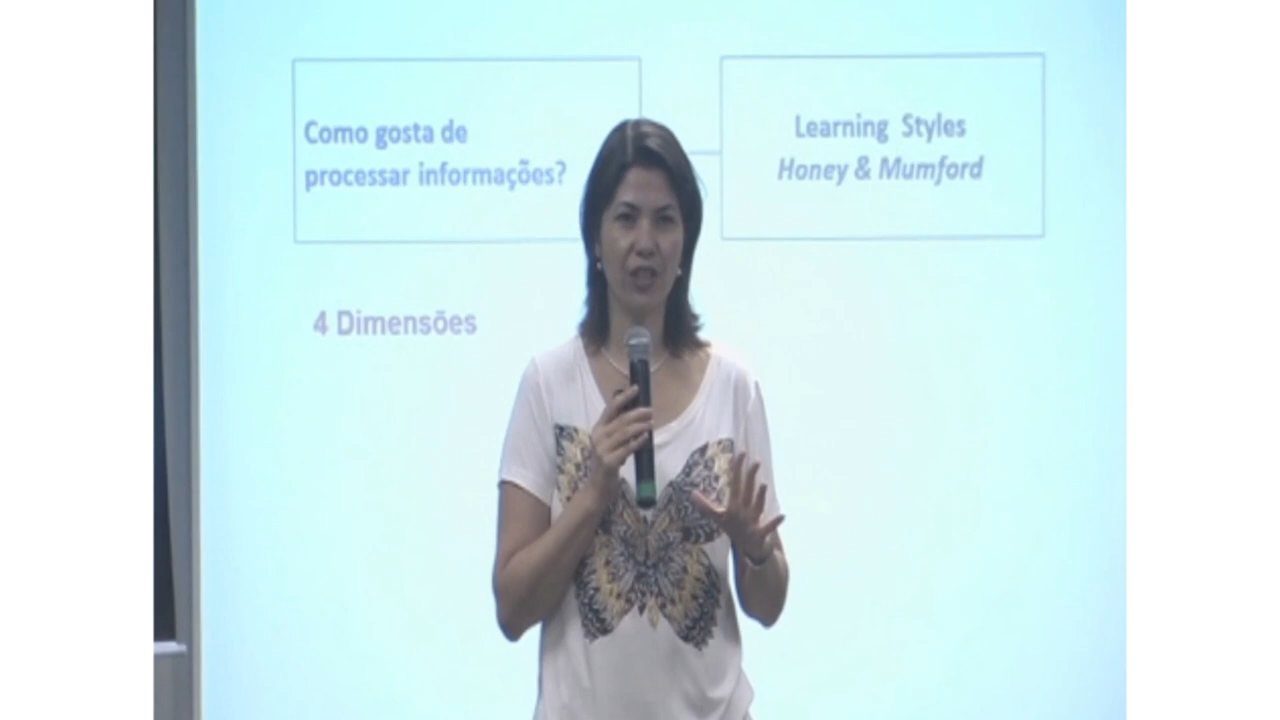 Como gosta de
processar informações?
Learning Styles
Honey & Mumford
4 Dimensões